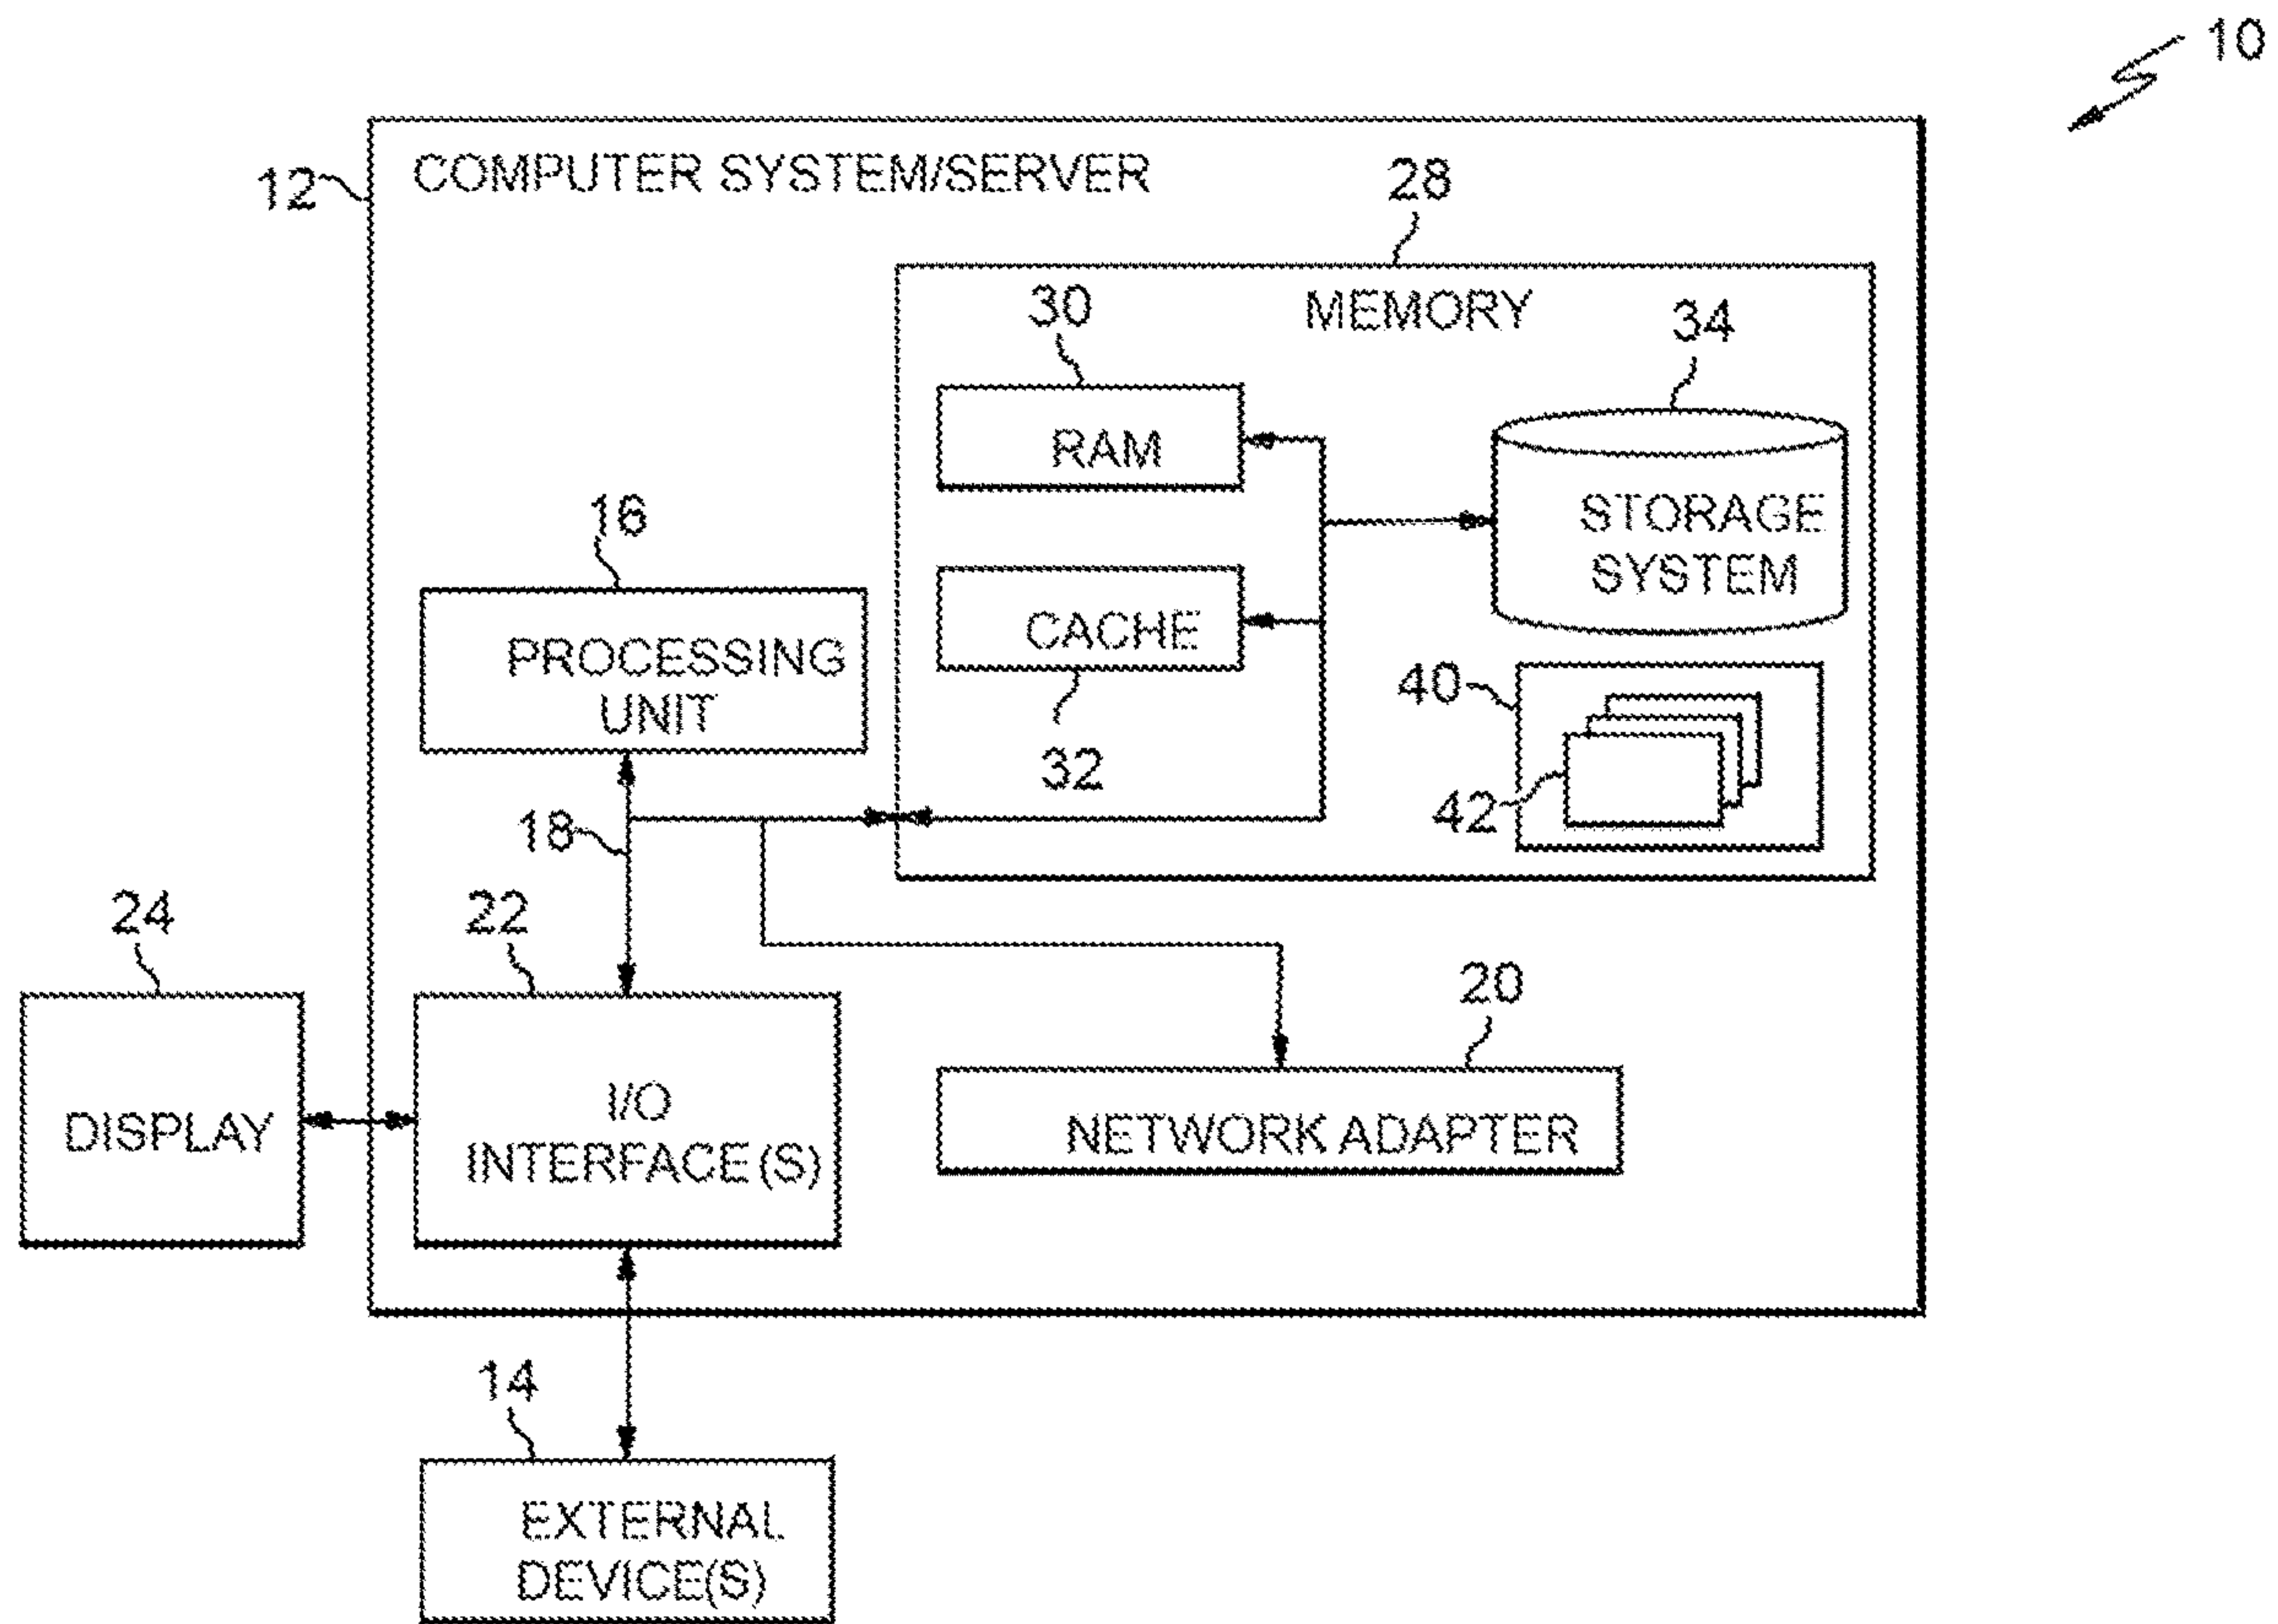 10
12
COMPUTER SYSTEM/SERVER
28
MEMORY
30
34
RAM
STORAGE
SYSTEM
16
CACHE
PROCESSING
UNIT
32
40
42
18
24
22
20
DISPLAY
I/O
INTERFACE(S)
NETWORK ADAPTER
14
EXTERNAL
DEVICE(S)